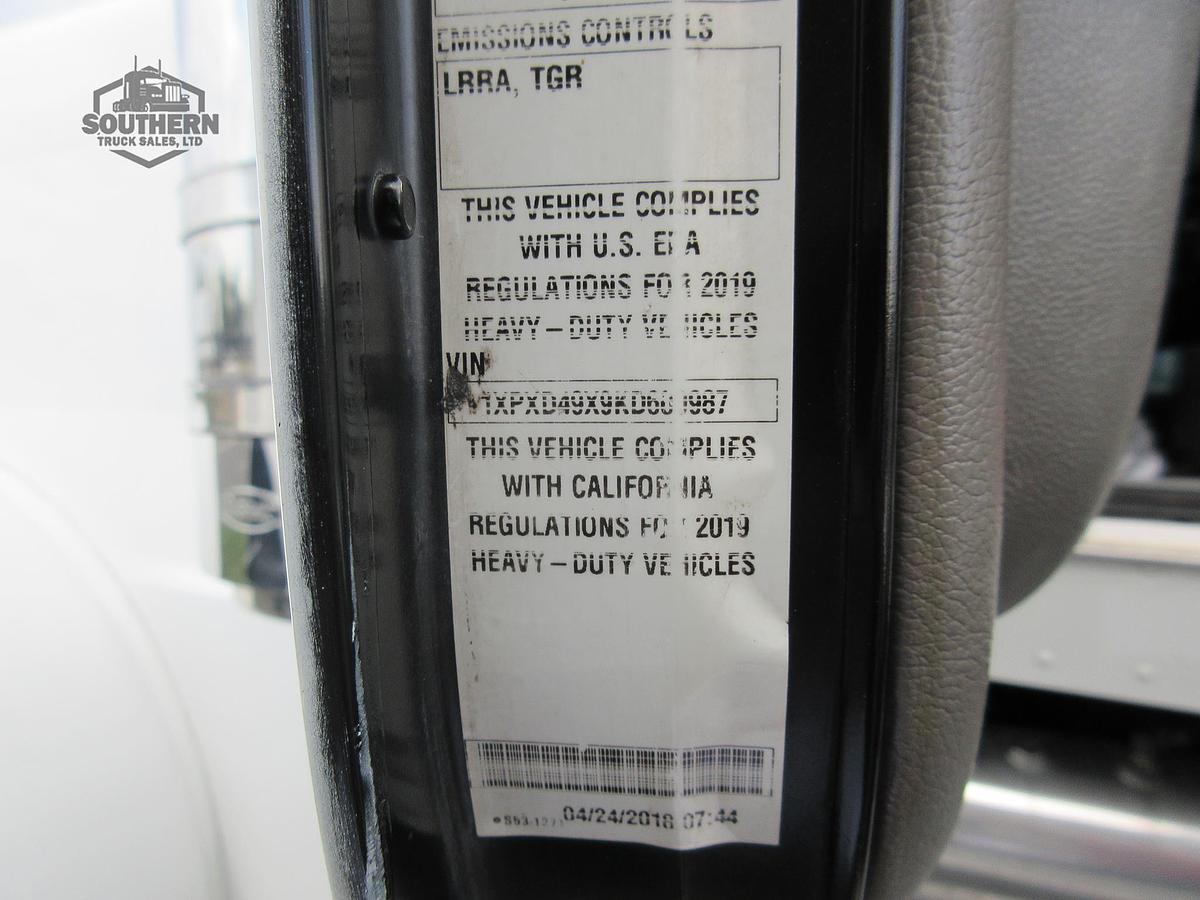 SOUTHERN
TRUCK SALES, LTD
EMISSIONS CONTROLS
LRRA, TGR
THIS VEHICLE COMPLIES
WITH U.S. EPA
REGULATIONS FOR 2019
HEAVY-DUTY VEHICLES
VIN
THIS VEHICLE COMPLIES
WITH CALIFORNIA
REGULATIONS FOR 2019
HEAVY-DUTY VEHICLES
04/24/2018 07:44